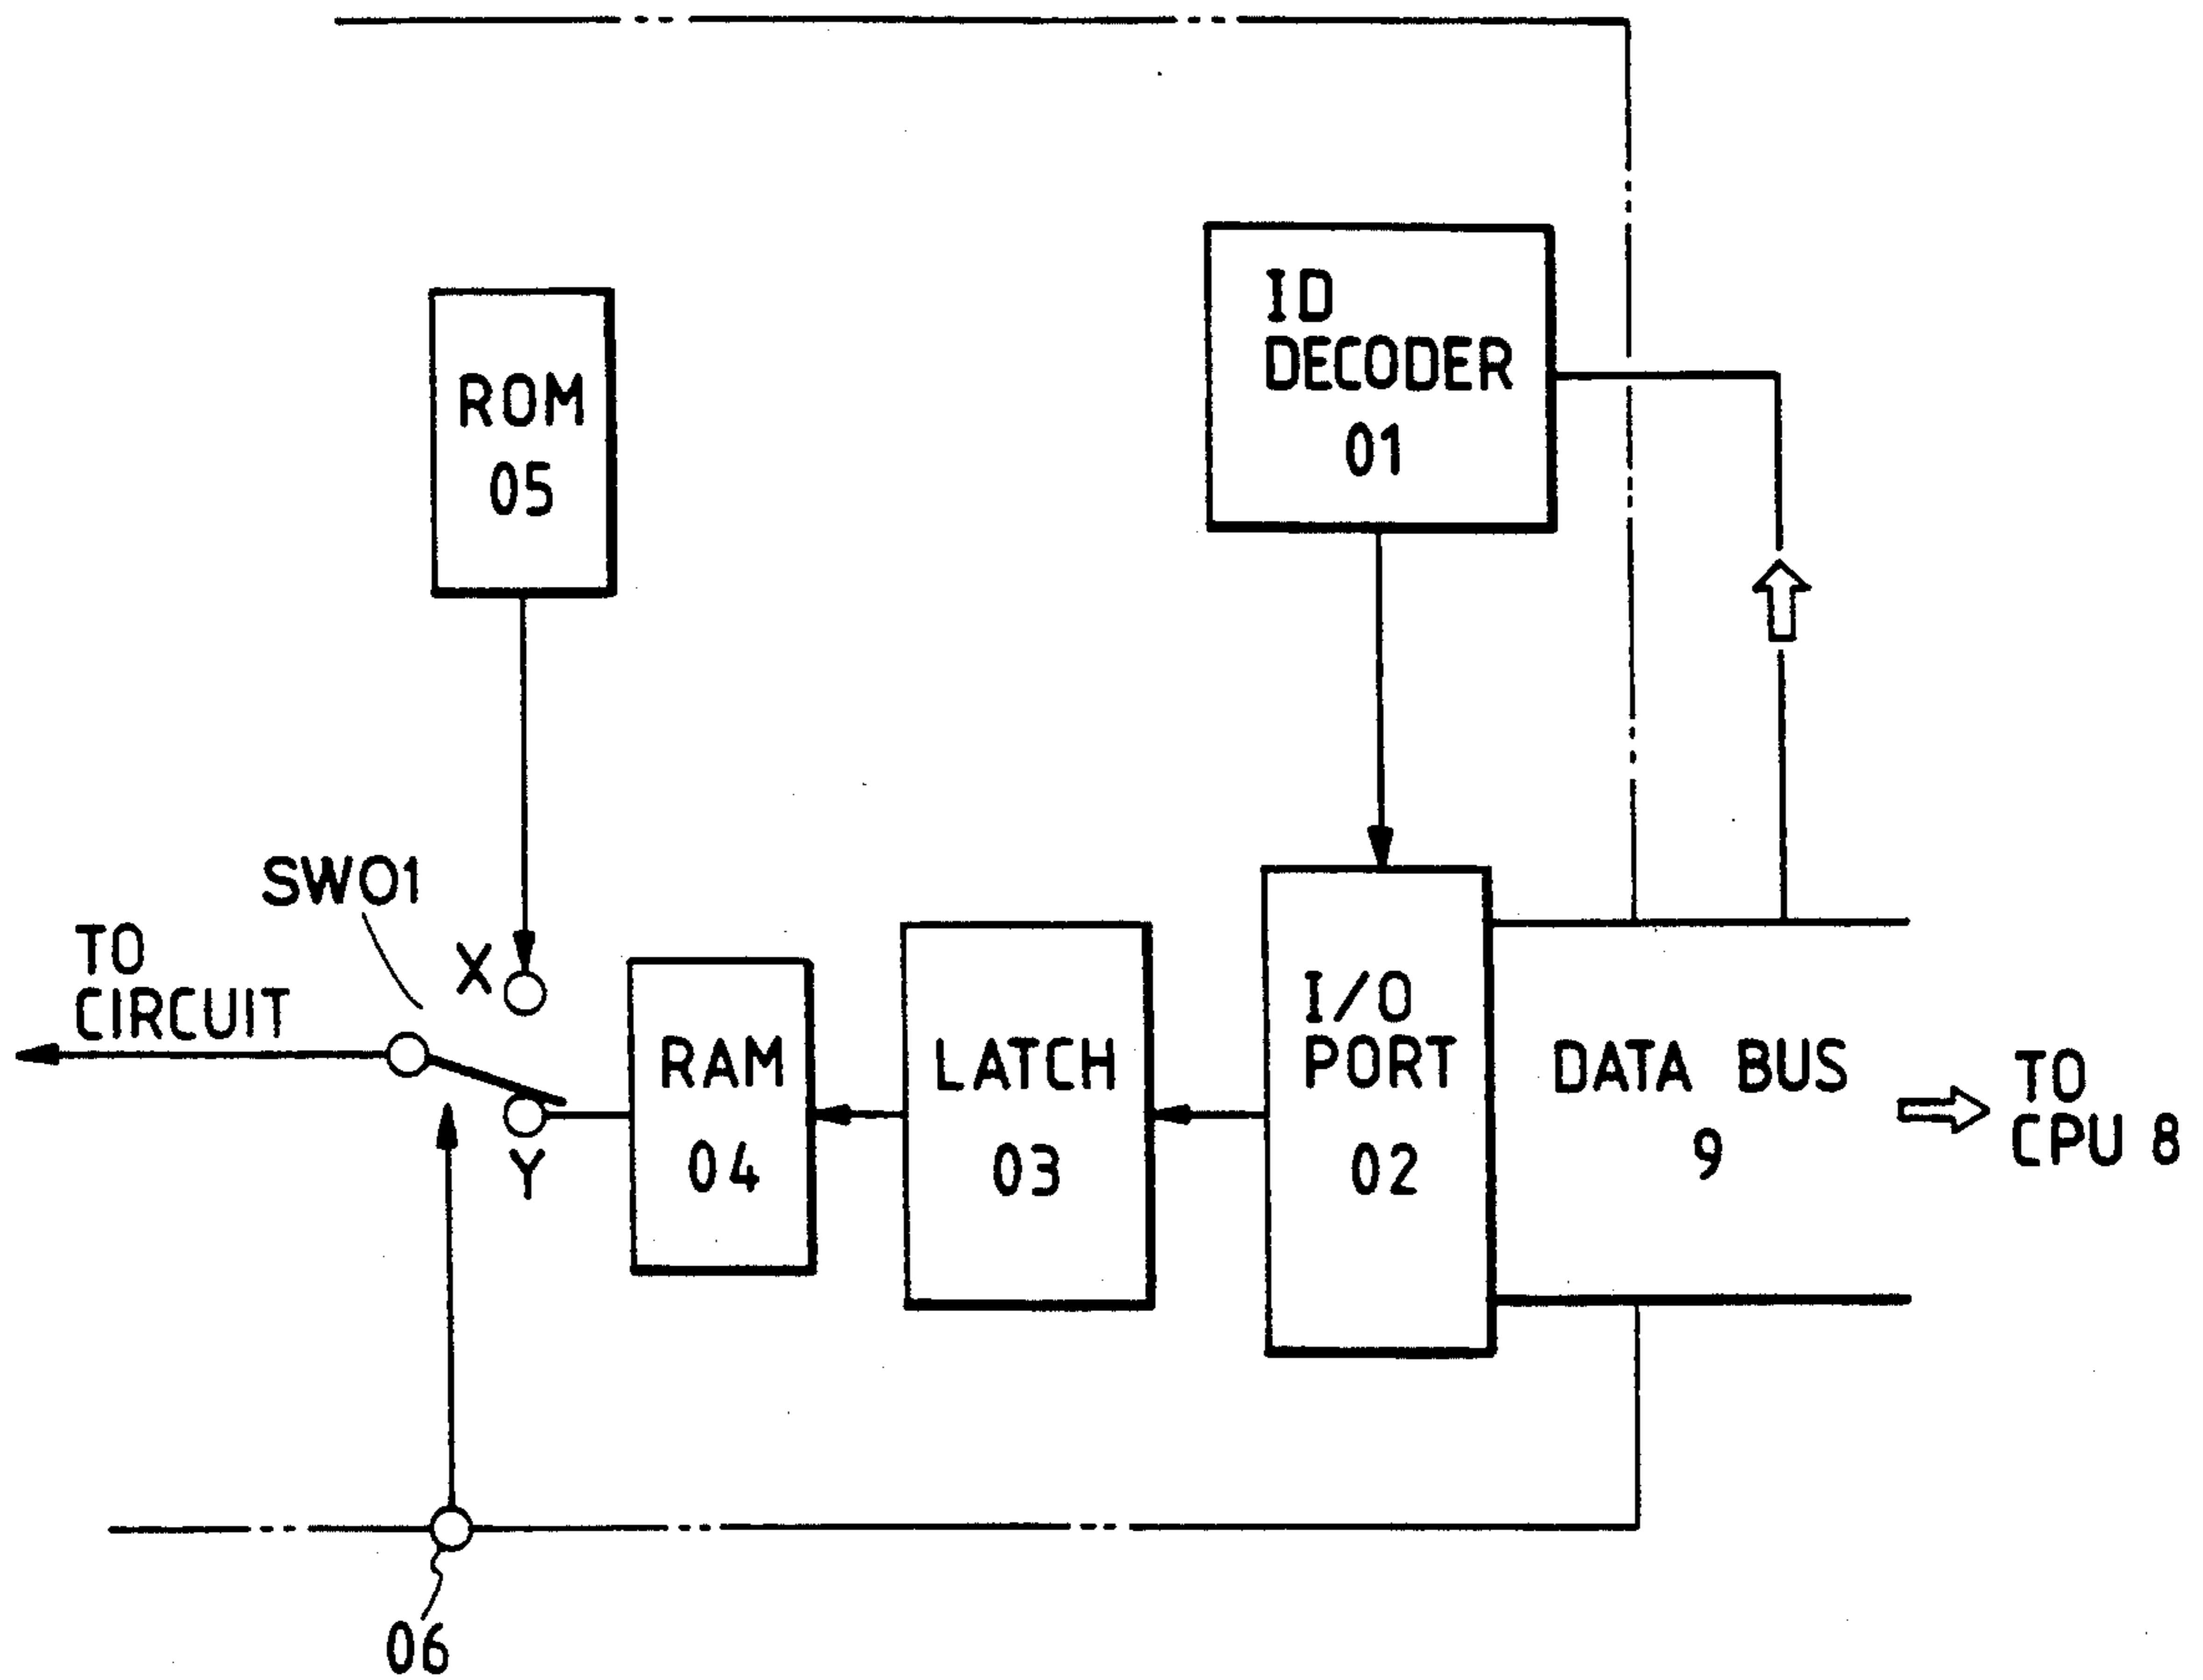 ID
DECODER
01
ROM
05
SW01
TO
CIRCUIT
X
Y
RAM
04
LATCH
03
I/O
PORT
02
DATA BUS
9
TO
CPU 8
06